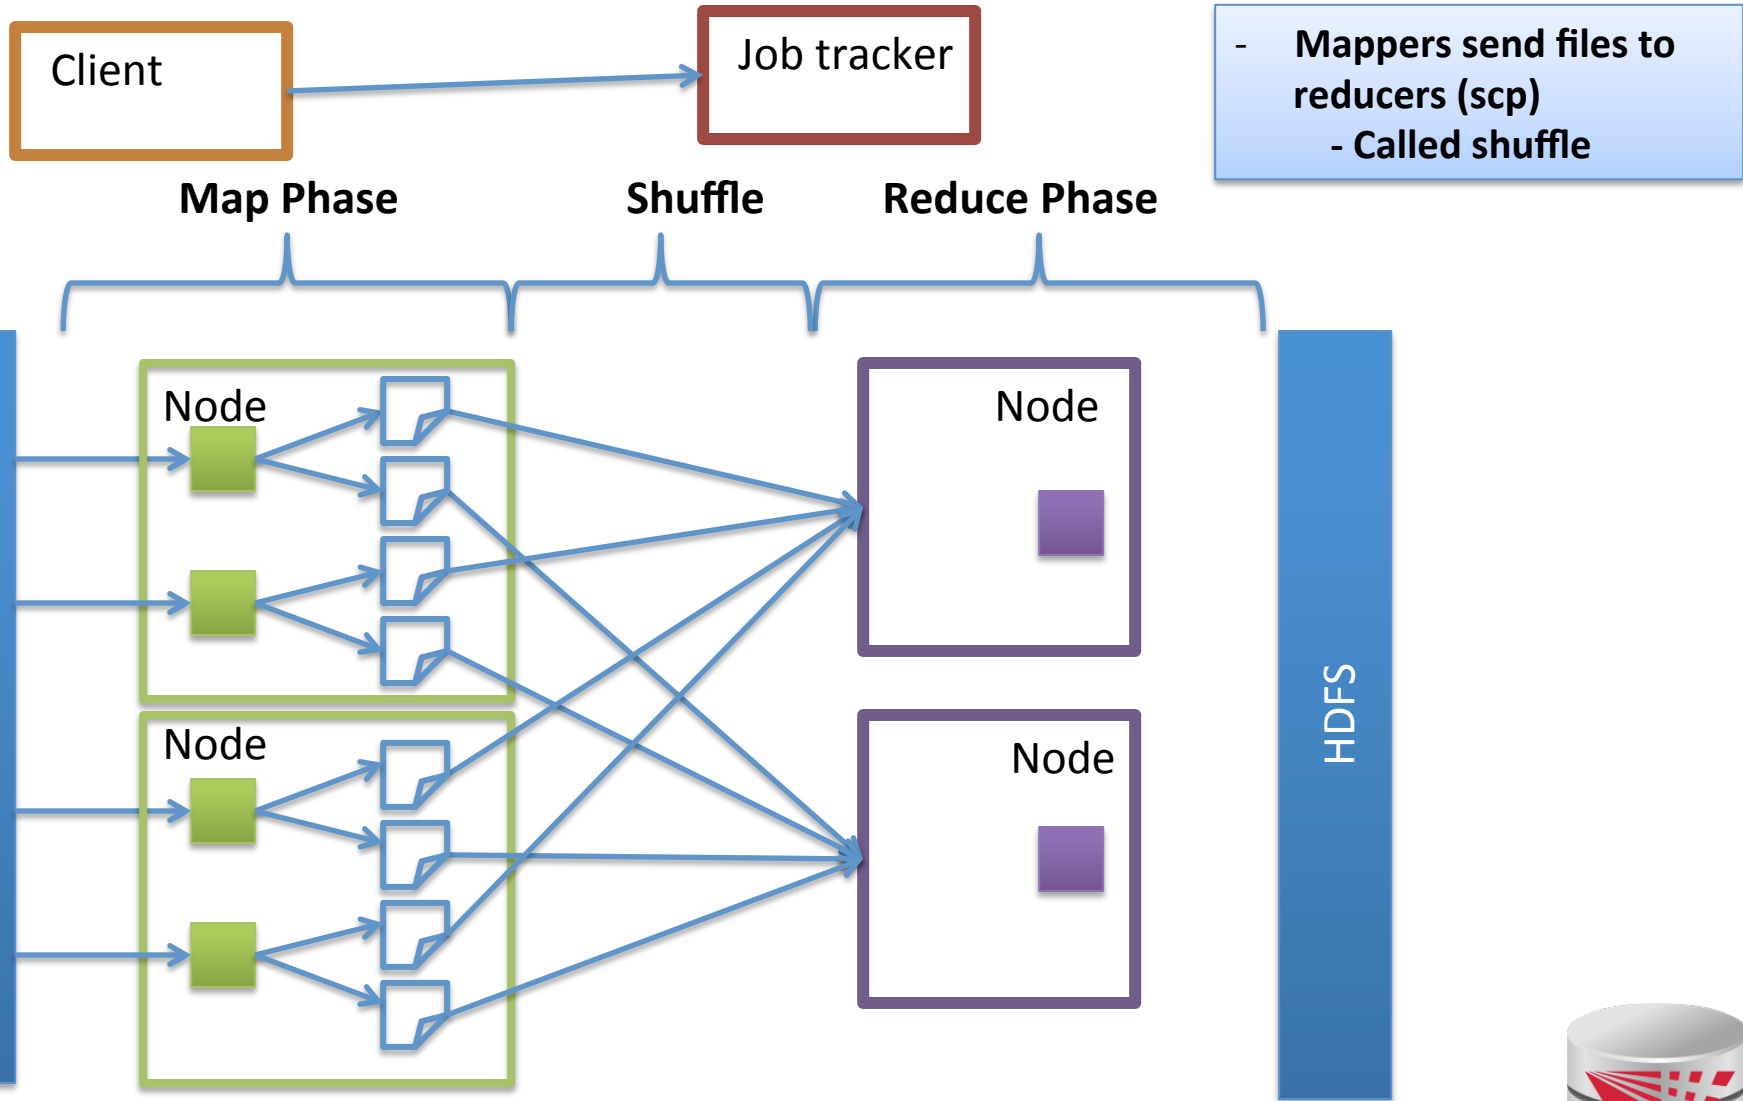 Client
Job tracker
- Mappers send files to
reducers (scp)
- Called shuffle
Map Phase
Shuffle
Reduce Phase
Node
Node
Node
Node
HDFS